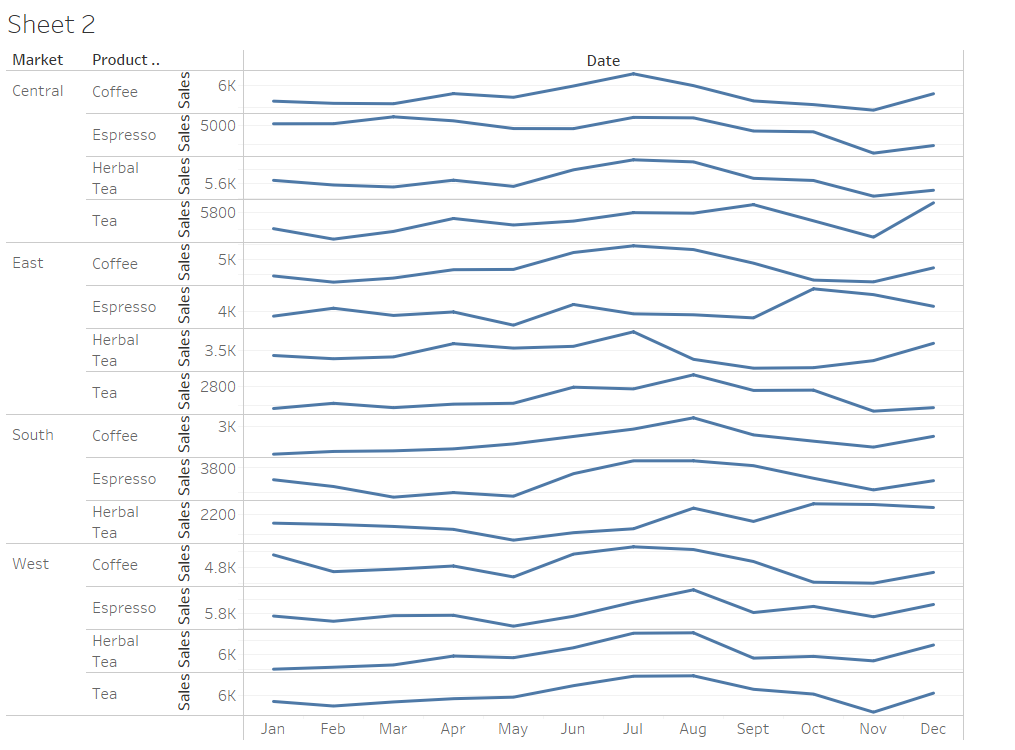 Sheet 2
Market Product .. Date
Central Coffee Sales 6K
Espresso Sales 5000
Herbal
Tea Sales 5.6K
Tea Sales 5800
East Coffee Sales 5K
Espresso Sales 4K
Herbal
Tea Sales 3.5K
Tea Sales 2800
South Coffee Sales 3K
Espresso Sales 3800
Herbal
Tea Sales 2200
West Coffee Sales 4.8K
Espresso Sales 5.8K
Herbal
Tea Sales 6K
Tea Sales 6K
Jan Feb Mar Apr May Jun Jul Aug Sept Oct Nov Dec